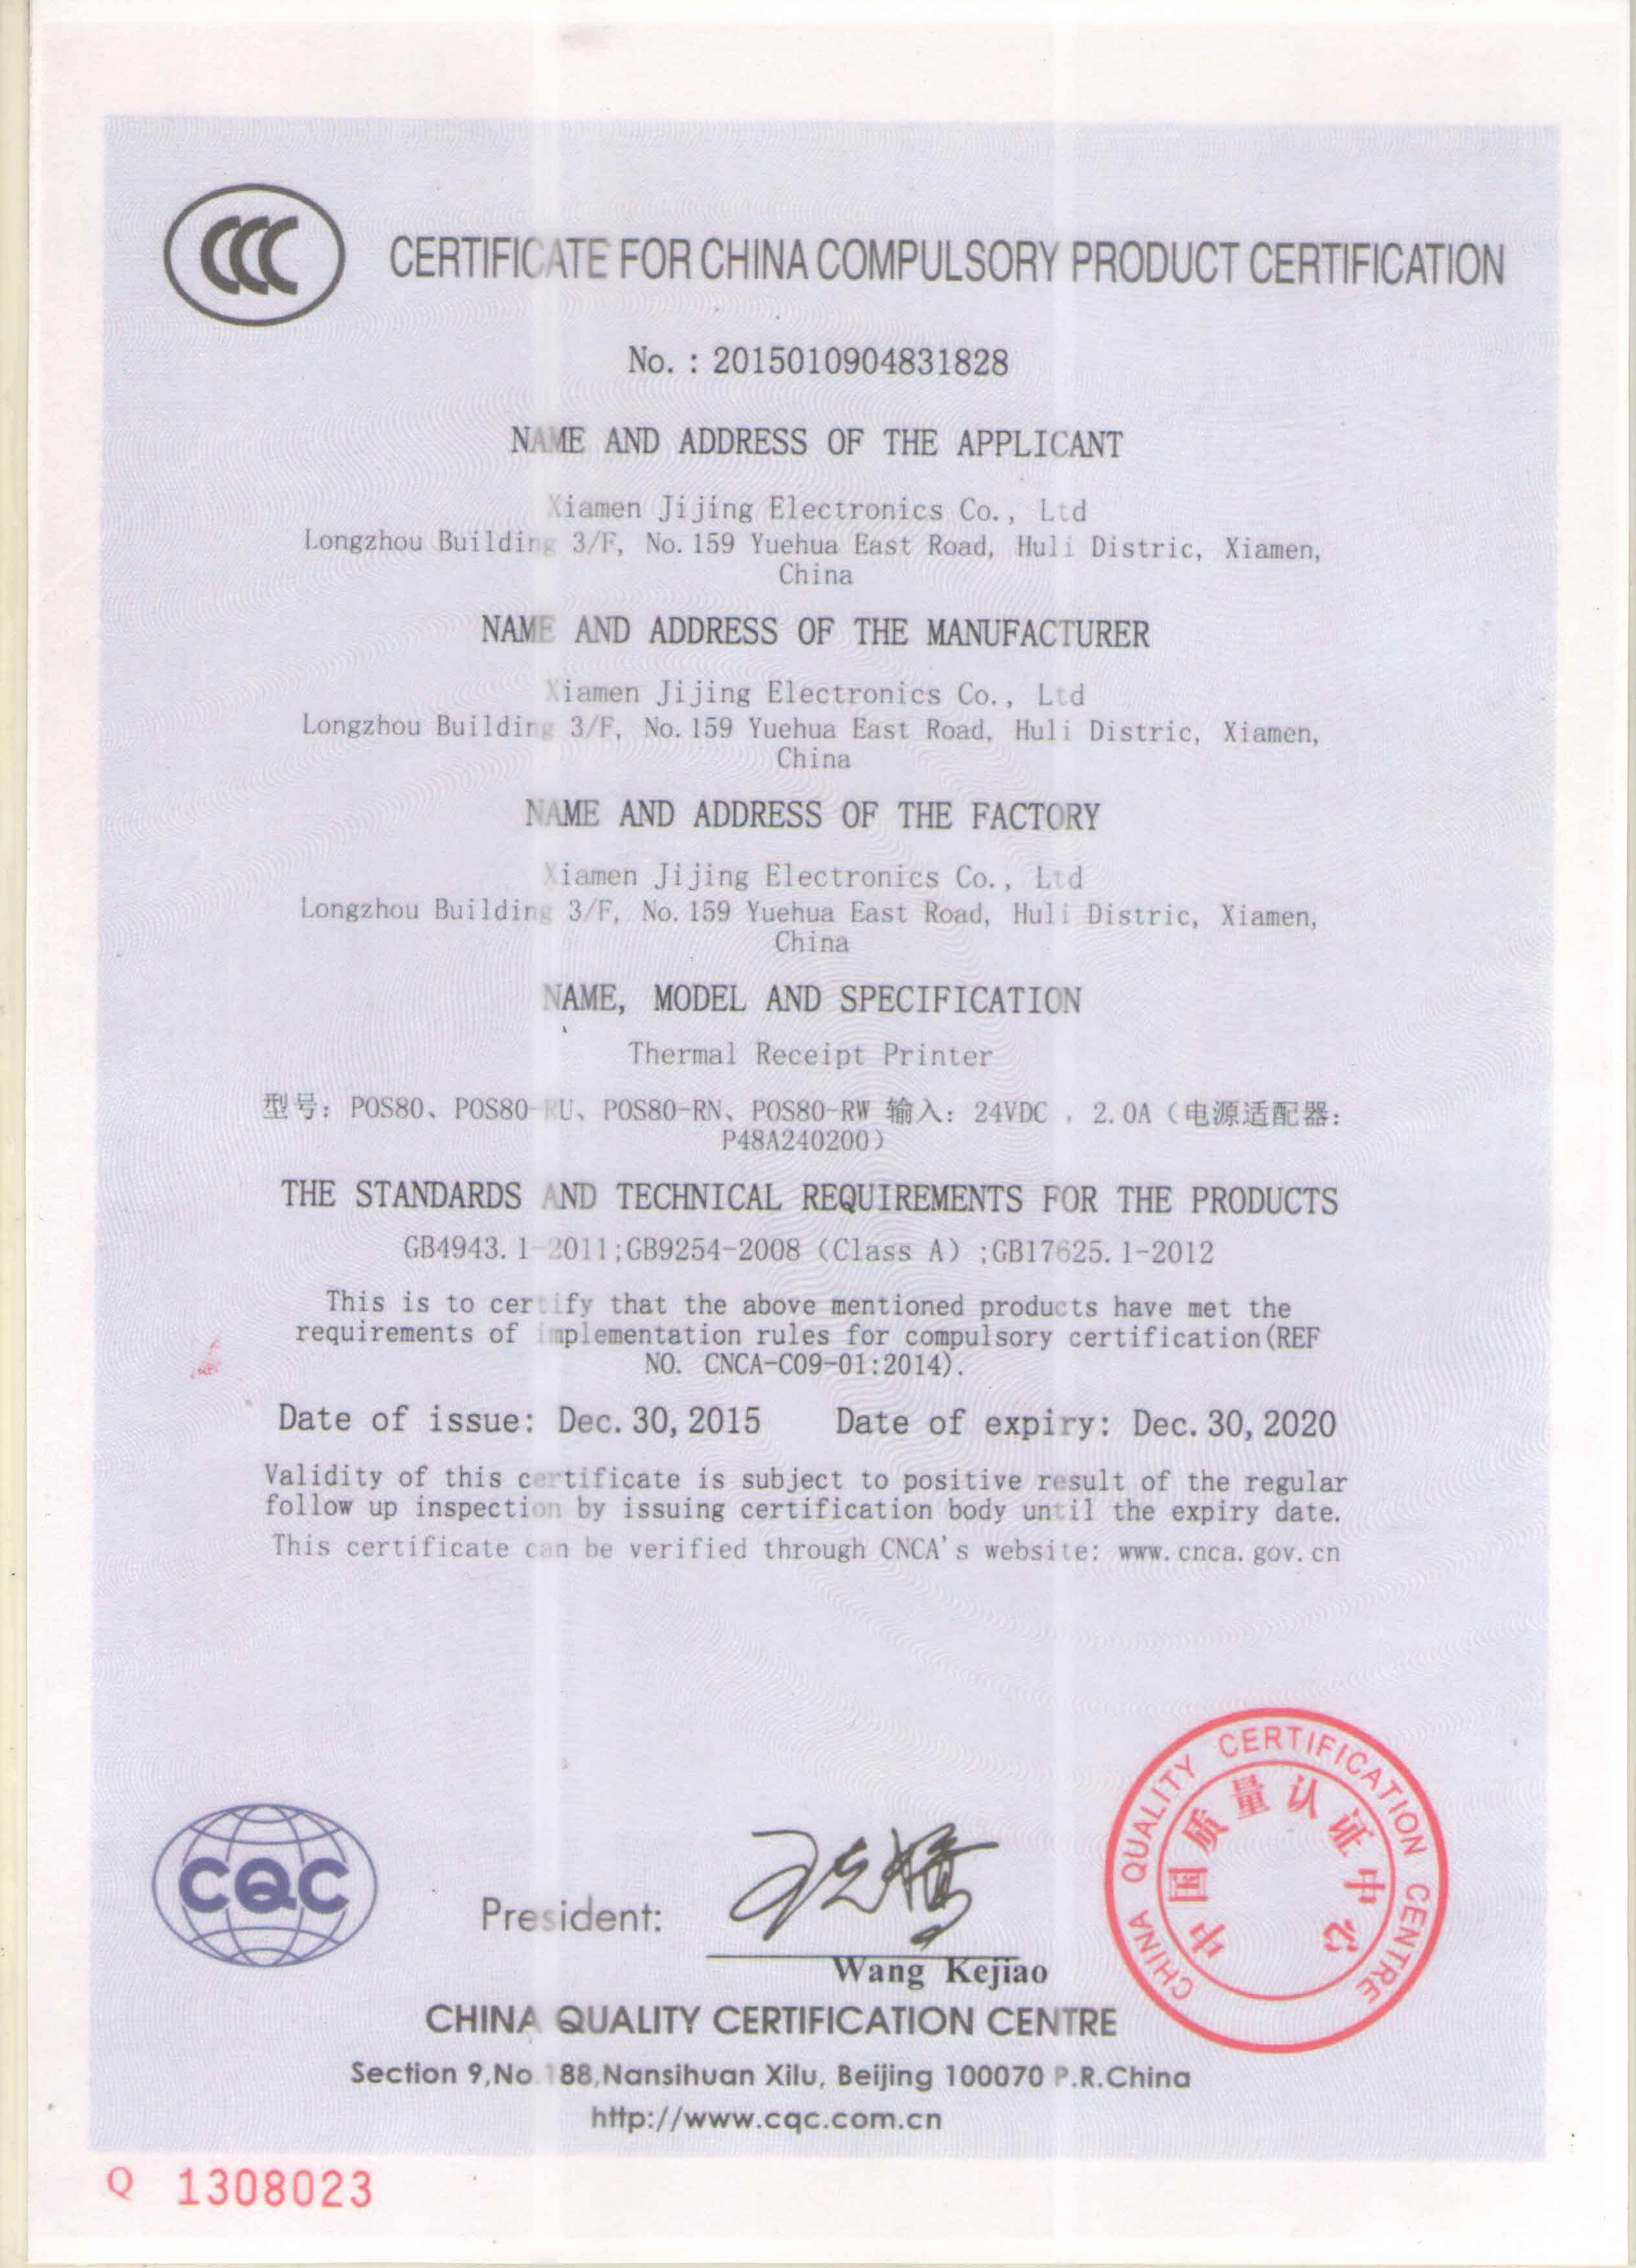 CCC
CERTIFICATE FOR CHINA COMPULSORY PRODUCT CERTIFICATION
No. : 2015010904831828
NAME AND ADDRESS OF THE APPLICANT
Xiamen Jijing Electronics Co., Ltd
Longzhou Building 3/F, No. 159 Yuehua East Road, Huli Distric, Xiamen,
China
NAME AND ADDRESS OF THE MANUFACTURER
Xiamen Jijing Electronics Co., Ltd
Longzhou Building 3/F, No. 159 Yuehua East Road, Huli Distric, Xiamen,
China
NAME AND ADDRESS OF THE FACTORY
Xiamen Jijing Electronics Co., Ltd
Longzhou Building 3/F, No. 159 Yuehua East Road, Huli Distric, Xiamen,
China
NAME, MODEL AND SPECIFICATION
Thermal Receipt Printer
型号: POS80、POS80-RU、POS80-RN、POS80-RW 输入: 24VDC , 2.0A（电源适配器:
P48A240200）
THE STANDARDS AND TECHNICAL REQUIREMENTS FOR THE PRODUCTS
GB4943.1-2011;GB9254-2008（Class A）;GB17625.1-2012
This is to certify that the above mentioned products have met the
requirements of implementation rules for compulsory certification(REF
NO. CNCA-C09-01:2014).
Date of issue: Dec. 30, 2015 Date of expiry: Dec. 30, 2020
Validity of this certificate is subject to positive result of the regular
follow up inspection by issuing certification body until the expiry date.
This certificate can be verified through CNCA's website: www.cnca.gov.cn
CHINA QUALITY CERTIFICATION CENTRE
中国质量认证中心
CQC
President:
Wang Kejiao
CHINA QUALITY CERTIFICATION CENTRE
Section 9,No.188,Nansihuan Xilu, Beijing 100070 P.R.China
http://www.cqc.com.cn
Q 1308023